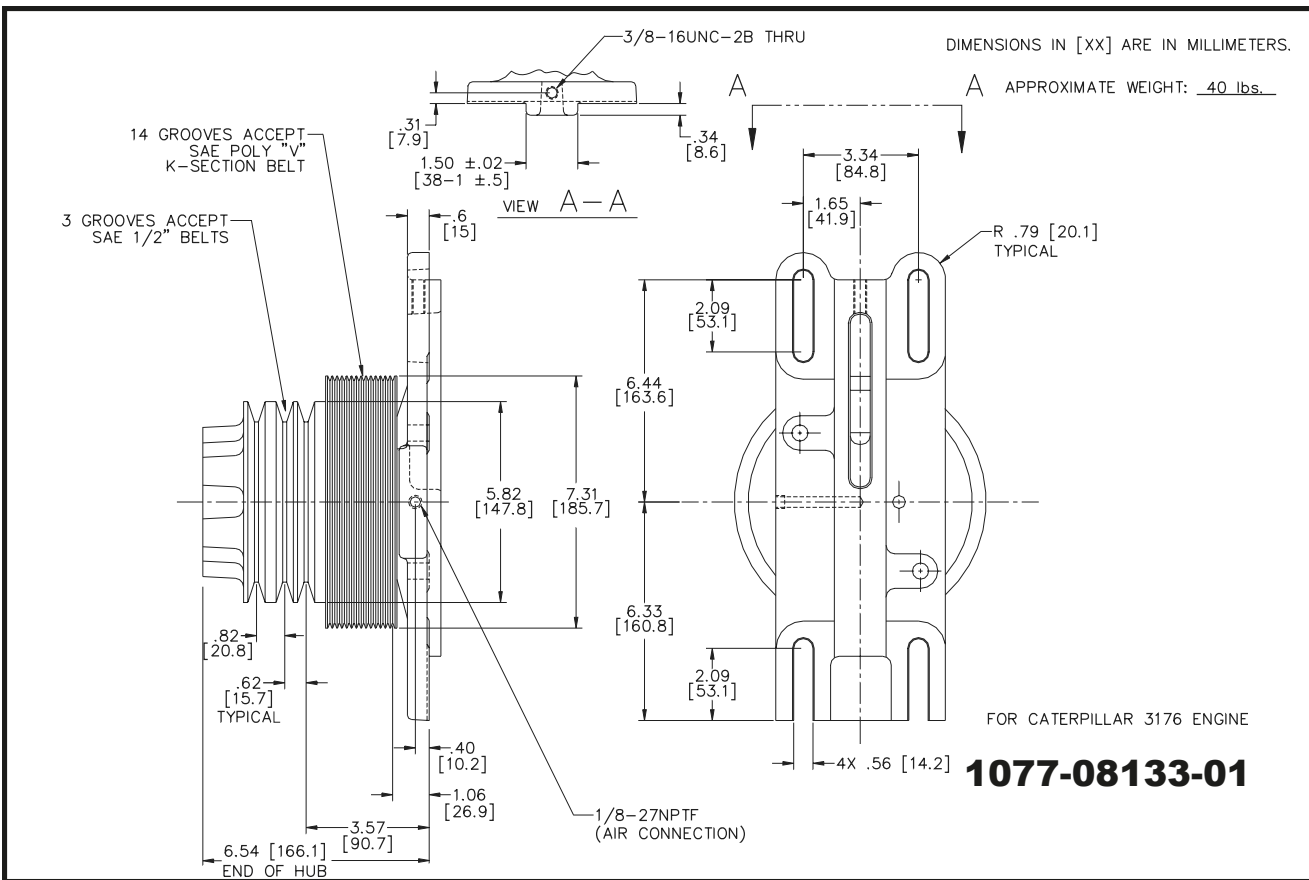 3/8-16UNC-2B THRU
DIMENSIONS IN [XX] ARE IN MILLIMETERS.
A
A
APPROXIMATE WEIGHT: 40 lbs.
14 GROOVES ACCEPT
SAE POLY "V"
K-SECTION BELT
.31
[7.9]
.34
[8.6]
1.50 ±.02
[38-1 ±.5]
VIEW A-A
3.34
[84.8]
1.65
[41.9]
3 GROOVES ACCEPT
SAE 1/2" BELTS
.6
[15]
R .79 [20.1]
TYPICAL
2.09
[53.1]
6.44
[163.6]
5.82
[147.8]
7.31
[185.7]
6.33
[160.8]
.82
[20.8]
.62
[15.7]
TYPICAL
2.09
[53.1]
FOR CATERPILLAR 3176 ENGINE
.40
[10.2]
4X .56 [14.2]
1077-08133-01
1.06
[26.9]
1/8-27NPTF
(AIR CONNECTION)
3.57
[90.7]
6.54 [166.1]
END OF HUB